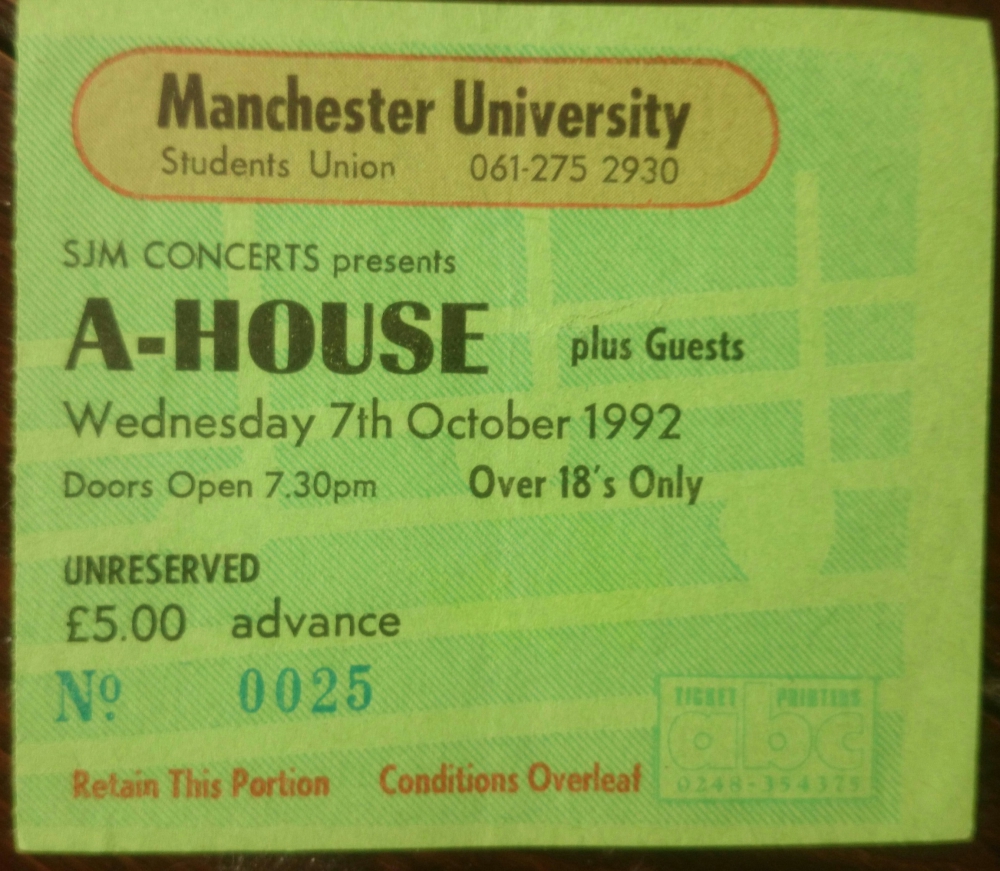 Manchester University
Students Union 061-275 2930
SJM CONCERTS presents
A-HOUSE plus Guests
Wednesday 7th October 1992
Doors Open 7.30pm Over 18's Only
UNRESERVED
£5.00 advance
Nº 0025
TICKET PRINTERS
abc
0248-354375
Retain This Portion Conditions Overleaf